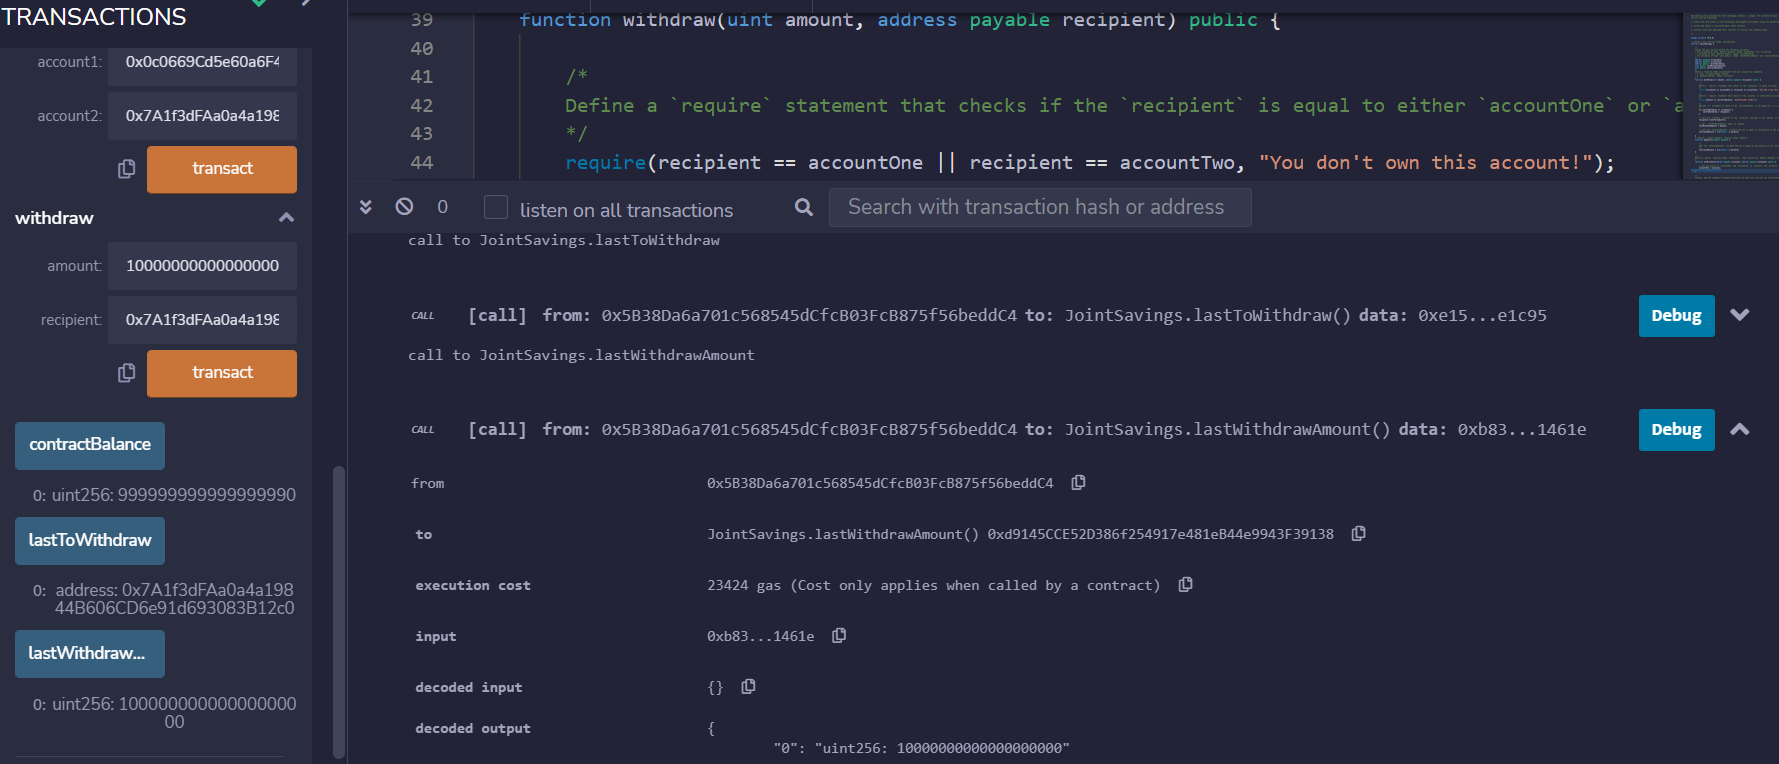 TRANSACTIONS
account1: 0x0c0669Cd5e60a6F4
account2: 0x7A1f3dFAa0a4a198
transact
withdraw
amount: 10000000000000000
recipient: 0x7A1f3dFAa0a4a198
transact
contractBalance
0: uint256: 999999999999999990
lastToWithdraw
0: address: 0x7A1f3dFAa0a4a198
44B606CD6e91d693083B12c0
lastWithdraw...
0: uint256: 100000000000000000
00
39 function withdraw(uint amount, address payable recipient) public {
40
41 /*
42 Define a `require` statement that checks if the `recipient` is equal to either `accountOne` or `a
43 */
44 require(recipient == accountOne || recipient == accountTwo, "You don't own this account!");
0 listen on all transactions Search with transaction hash or address
call to JointSavings.lastToWithdraw
CALL [call] from: 0x5B38Da6a701c568545dCfcB03FcB875f56beddC4 to: JointSavings.lastToWithdraw() data: 0xe15...e1c95 Debug
call to JointSavings.lastWithdrawAmount
CALL [call] from: 0x5B38Da6a701c568545dCfcB03FcB875f56beddC4 to: JointSavings.lastWithdrawAmount() data: 0xb83...1461e Debug
from 0x5B38Da6a701c568545dCfcB03FcB875f56beddC4
to JointSavings.lastWithdrawAmount() 0xd9145CCE52D386f254917e481eB44e9943F39138
execution cost 23424 gas (Cost only applies when called by a contract)
input 0xb83...1461e
decoded input {}
decoded output {
"0": "uint256: 10000000000000000000"